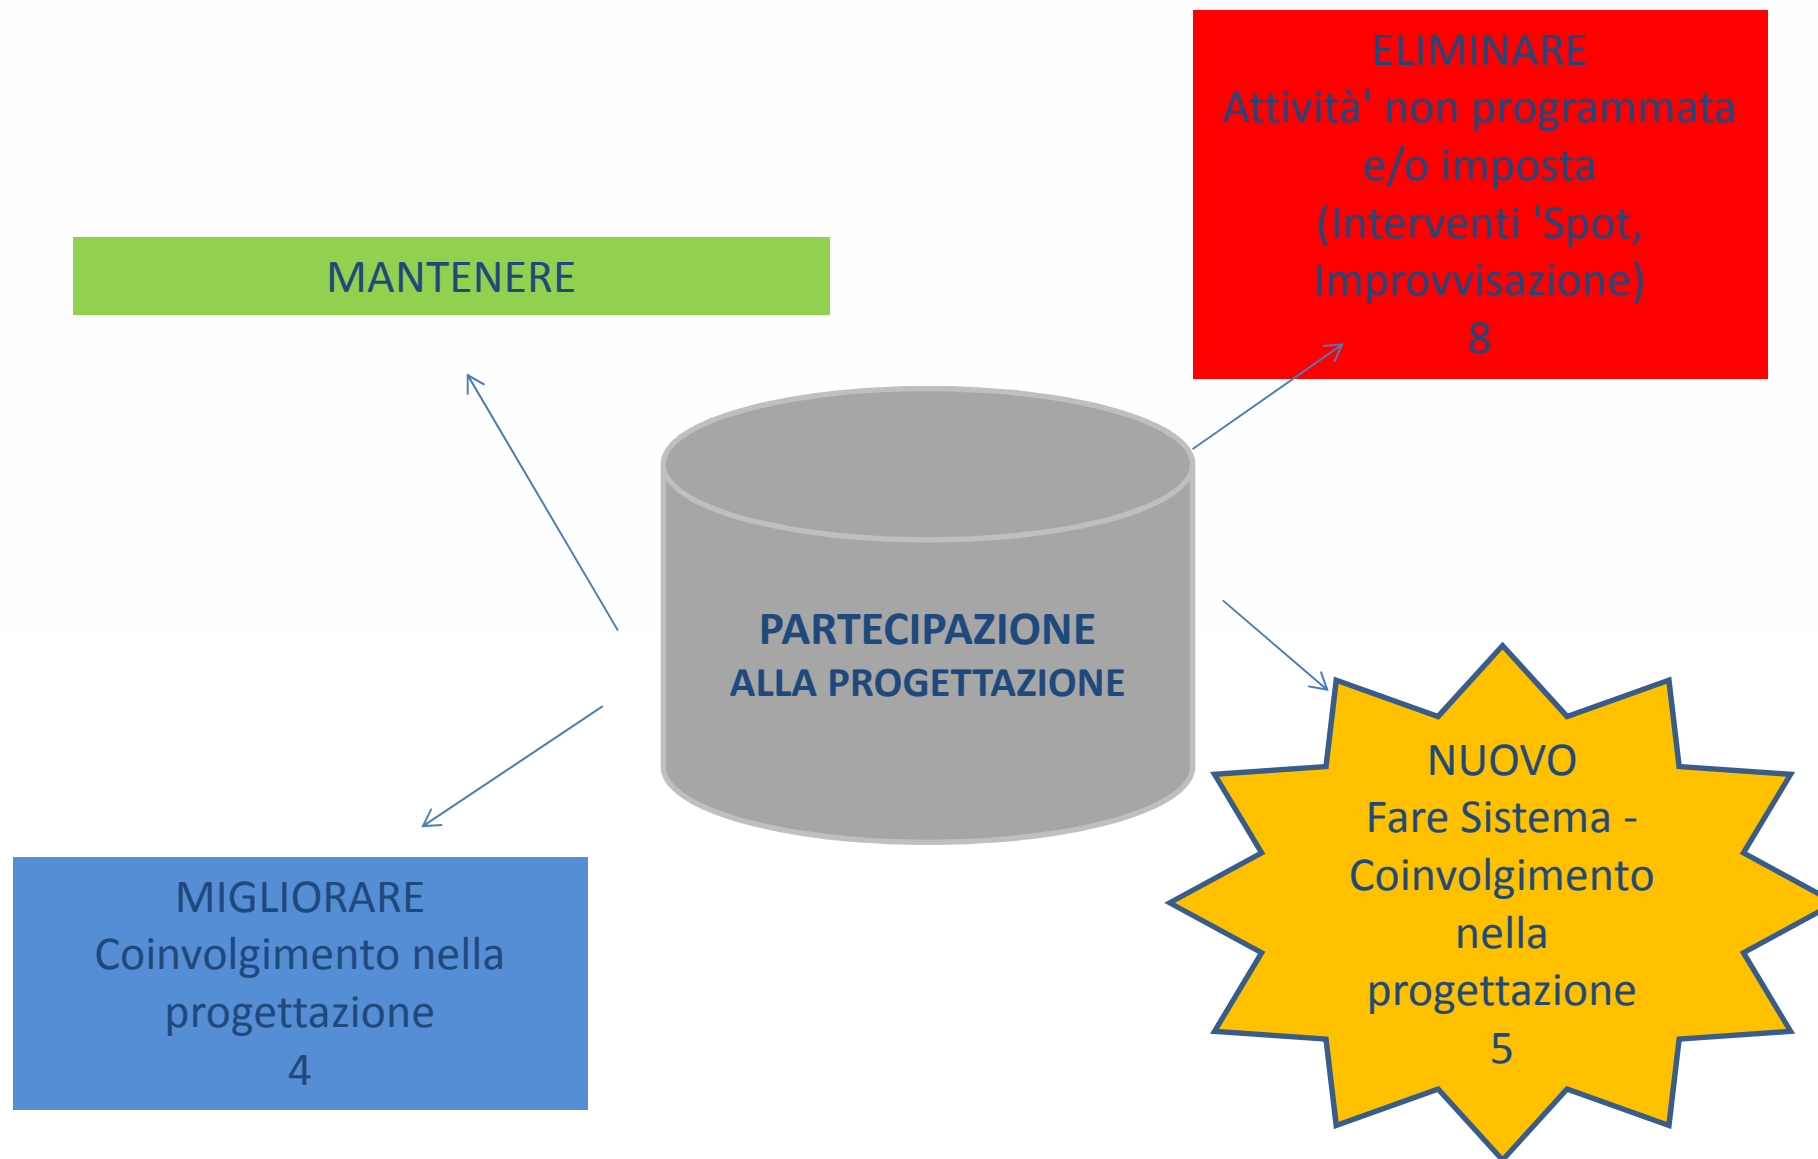 ELIMINARE
Attività' non programmata
e/o imposta
(Interventi 'Spot,
Improvvisazione)
8
MANTENERE
PARTECIPAZIONE
ALLA PROGETTAZIONE
NUOVO
Fare Sistema -
Coinvolgimento
nella
progettazione
5
MIGLIORARE
Coinvolgimento nella
progettazione
4